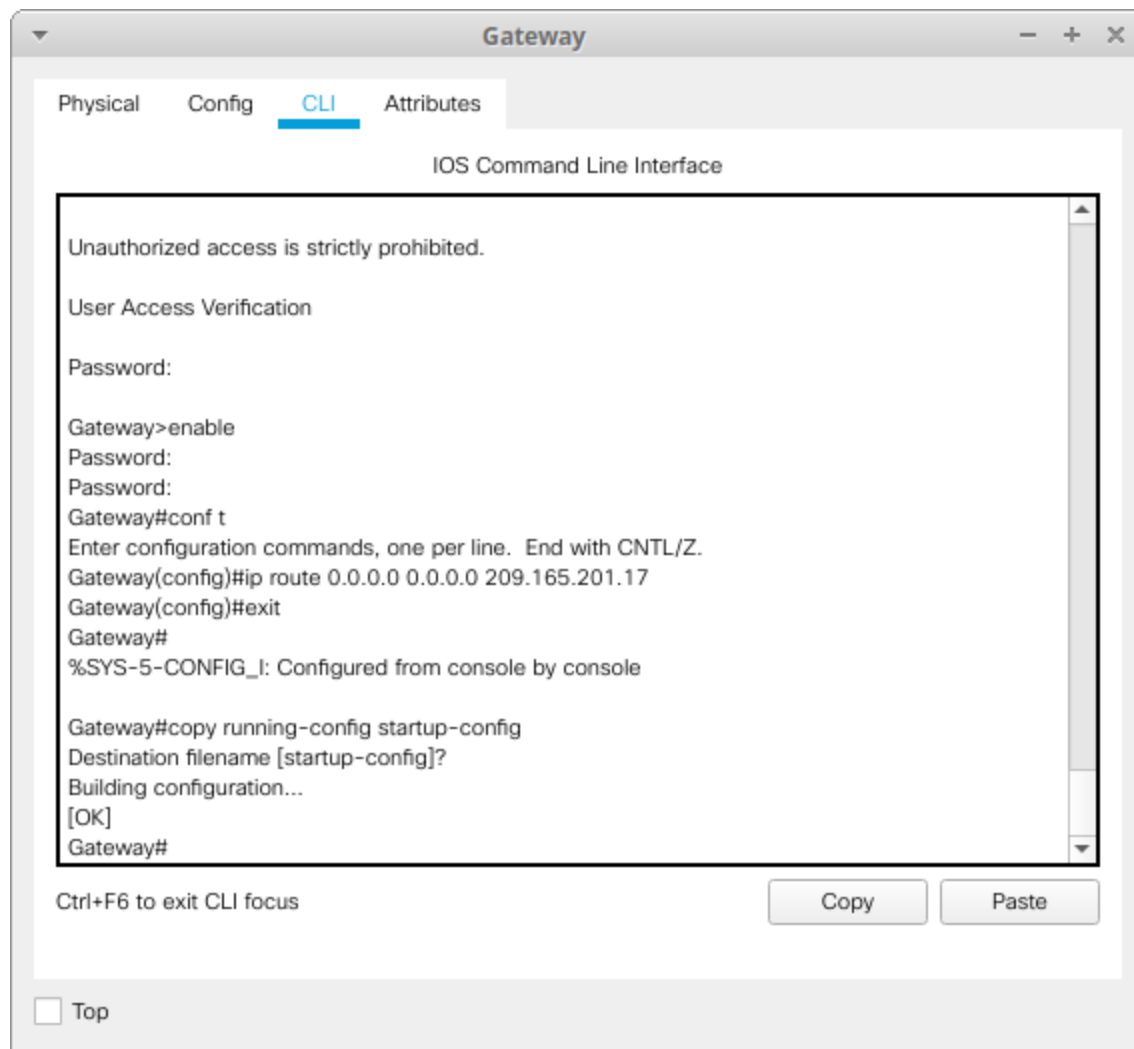 Gateway
Physical Config CLI Attributes
IOS Command Line Interface
Unauthorized access is strictly prohibited.
User Access Verification
Password:
Gateway>enable
Password:
Password:
Gateway#conf t
Enter configuration commands, one per line.  End with CNTL/Z.
Gateway(config)#ip route 0.0.0.0 0.0.0.0 209.165.201.17
Gateway(config)#exit
Gateway#
%SYS-5-CONFIG_I: Configured from console by console
Gateway#copy running-config startup-config
Destination filename [startup-config]?
Building configuration...
[OK]
Gateway#
Ctrl+F6 to exit CLI focus
Copy
Paste
Top